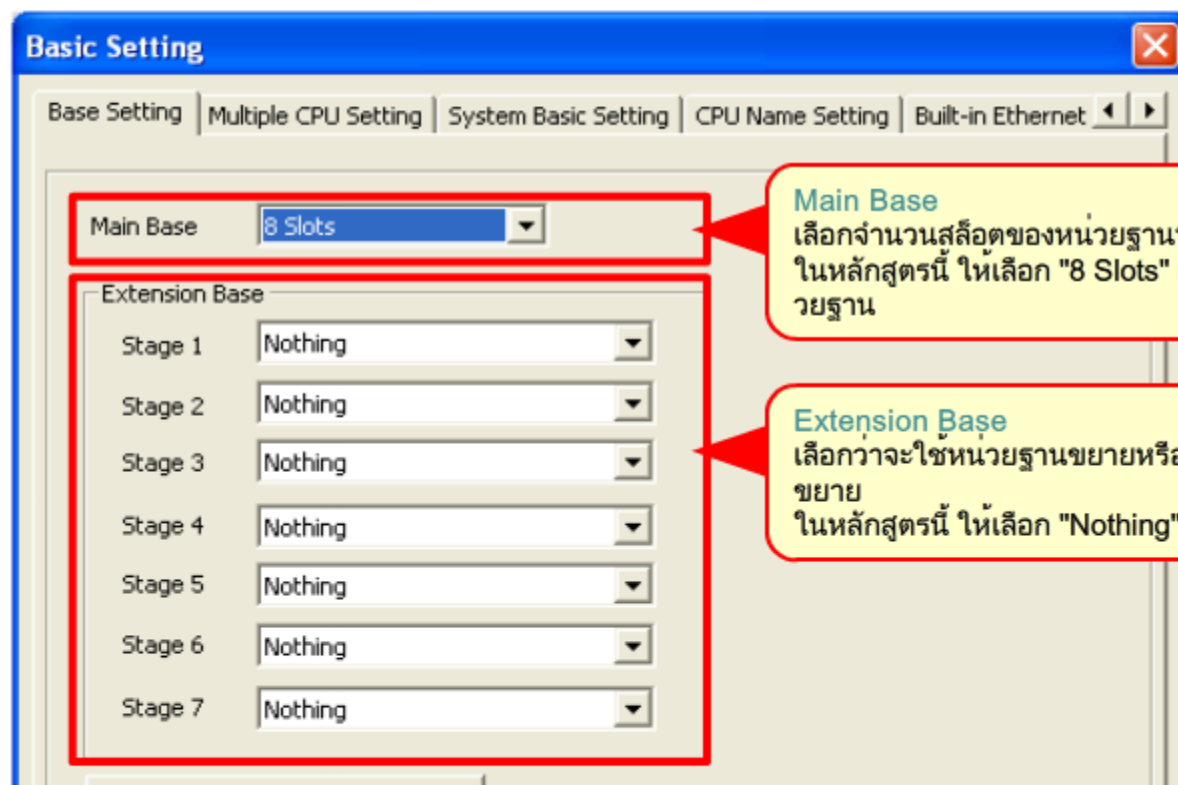 Basic Setting
Base Setting Multiple CPU Setting System Basic Setting CPU Name Setting Built-in Ethernet
Main Base 8 Slots
Extension Base
Stage 1 Nothing
Stage 2 Nothing
Stage 3 Nothing
Stage 4 Nothing
Stage 5 Nothing
Stage 6 Nothing
Stage 7 Nothing
Main Base
เลือกจำนวนสล็อตของหน่วยฐาน
ในหลักสูตรนี้ ให้เลือก "8 Slots"
วยฐาน
Extension Base
เลือกว่าจะใช้หน่วยฐานขยายหรือ
ขยาย
ในหลักสูตรนี้ ให้เลือก "Nothing"